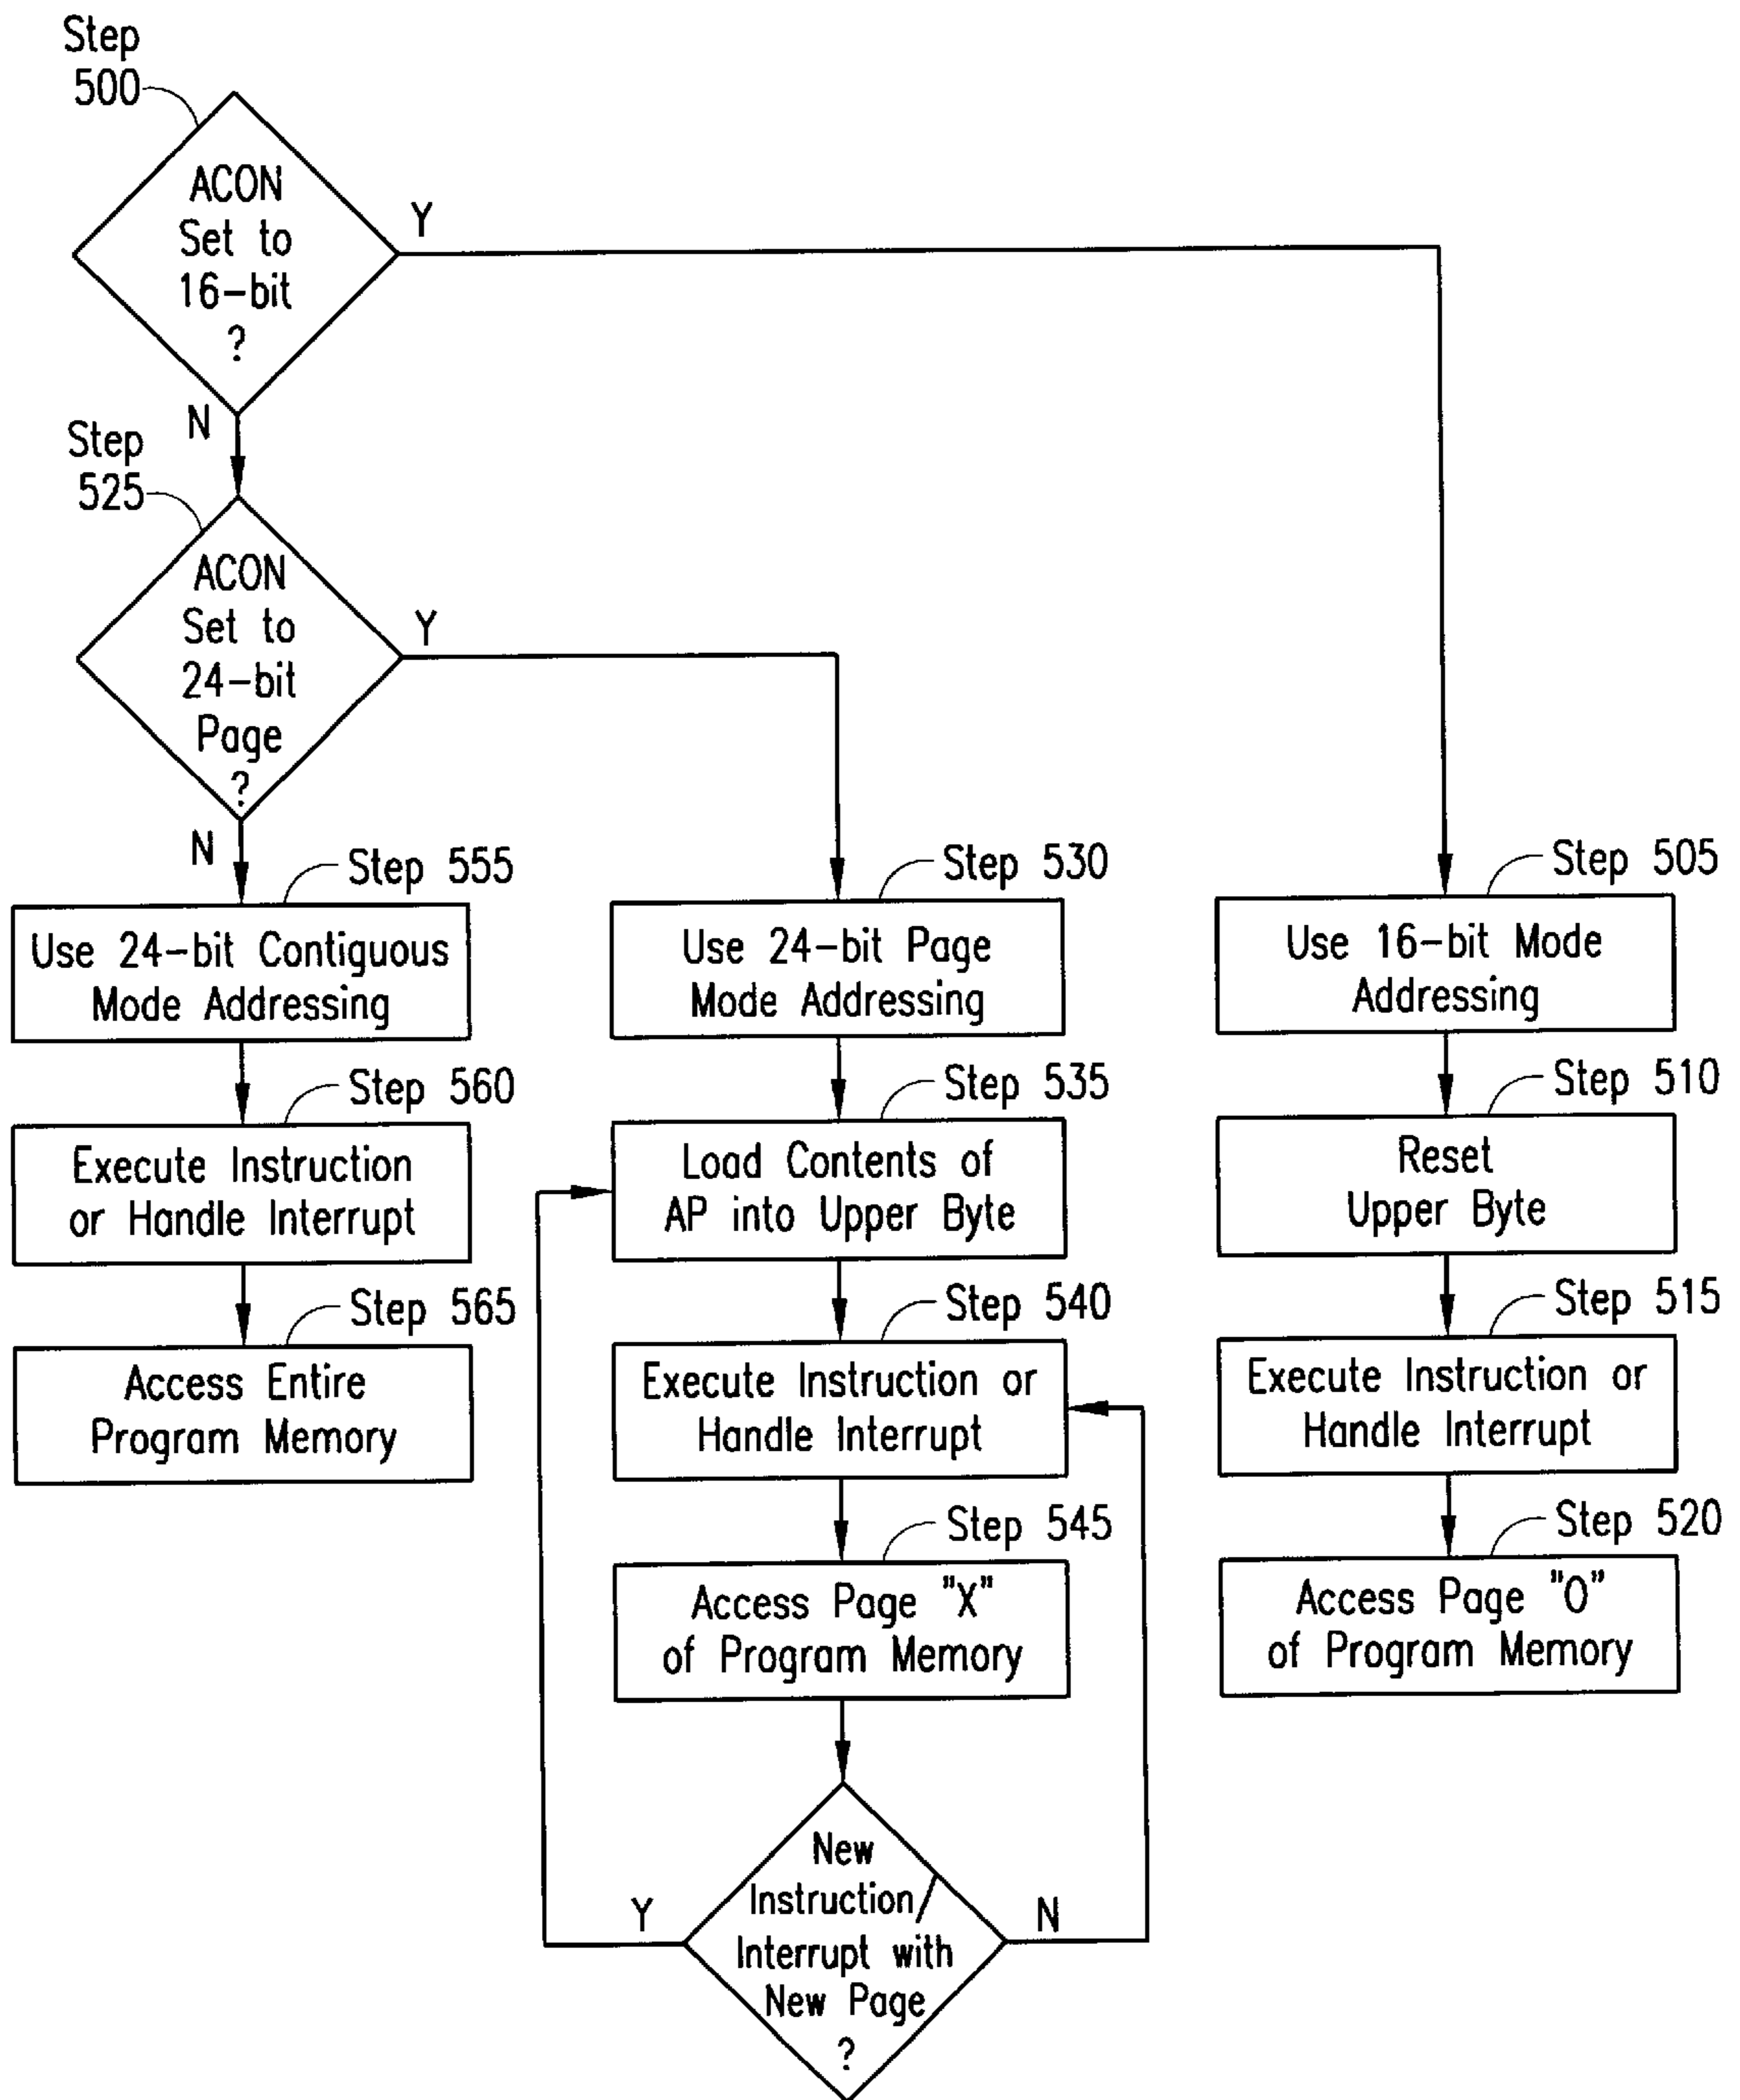 Step
500
ACON
Set to
16-bit
?
Y
N
Step
525
ACON
Set to
24-bit
Page
?
Y
N
Step 555
Use 24-bit Contiguous
Mode Addressing
Step 560
Execute Instruction
or Handle Interrupt
Step 565
Access Entire
Program Memory
Step 530
Use 24-bit Page
Mode Addressing
Step 535
Load Contents of
AP into Upper Byte
Step 540
Execute Instruction or
Handle Interrupt
Step 545
Access Page "X"
of Program Memory
New
Instruction/
Interrupt with
New Page
?
Y
N
Step 505
Use 16-bit Mode
Addressing
Step 510
Reset
Upper Byte
Step 515
Execute Instruction or
Handle Interrupt
Step 520
Access Page "0"
of Program Memory